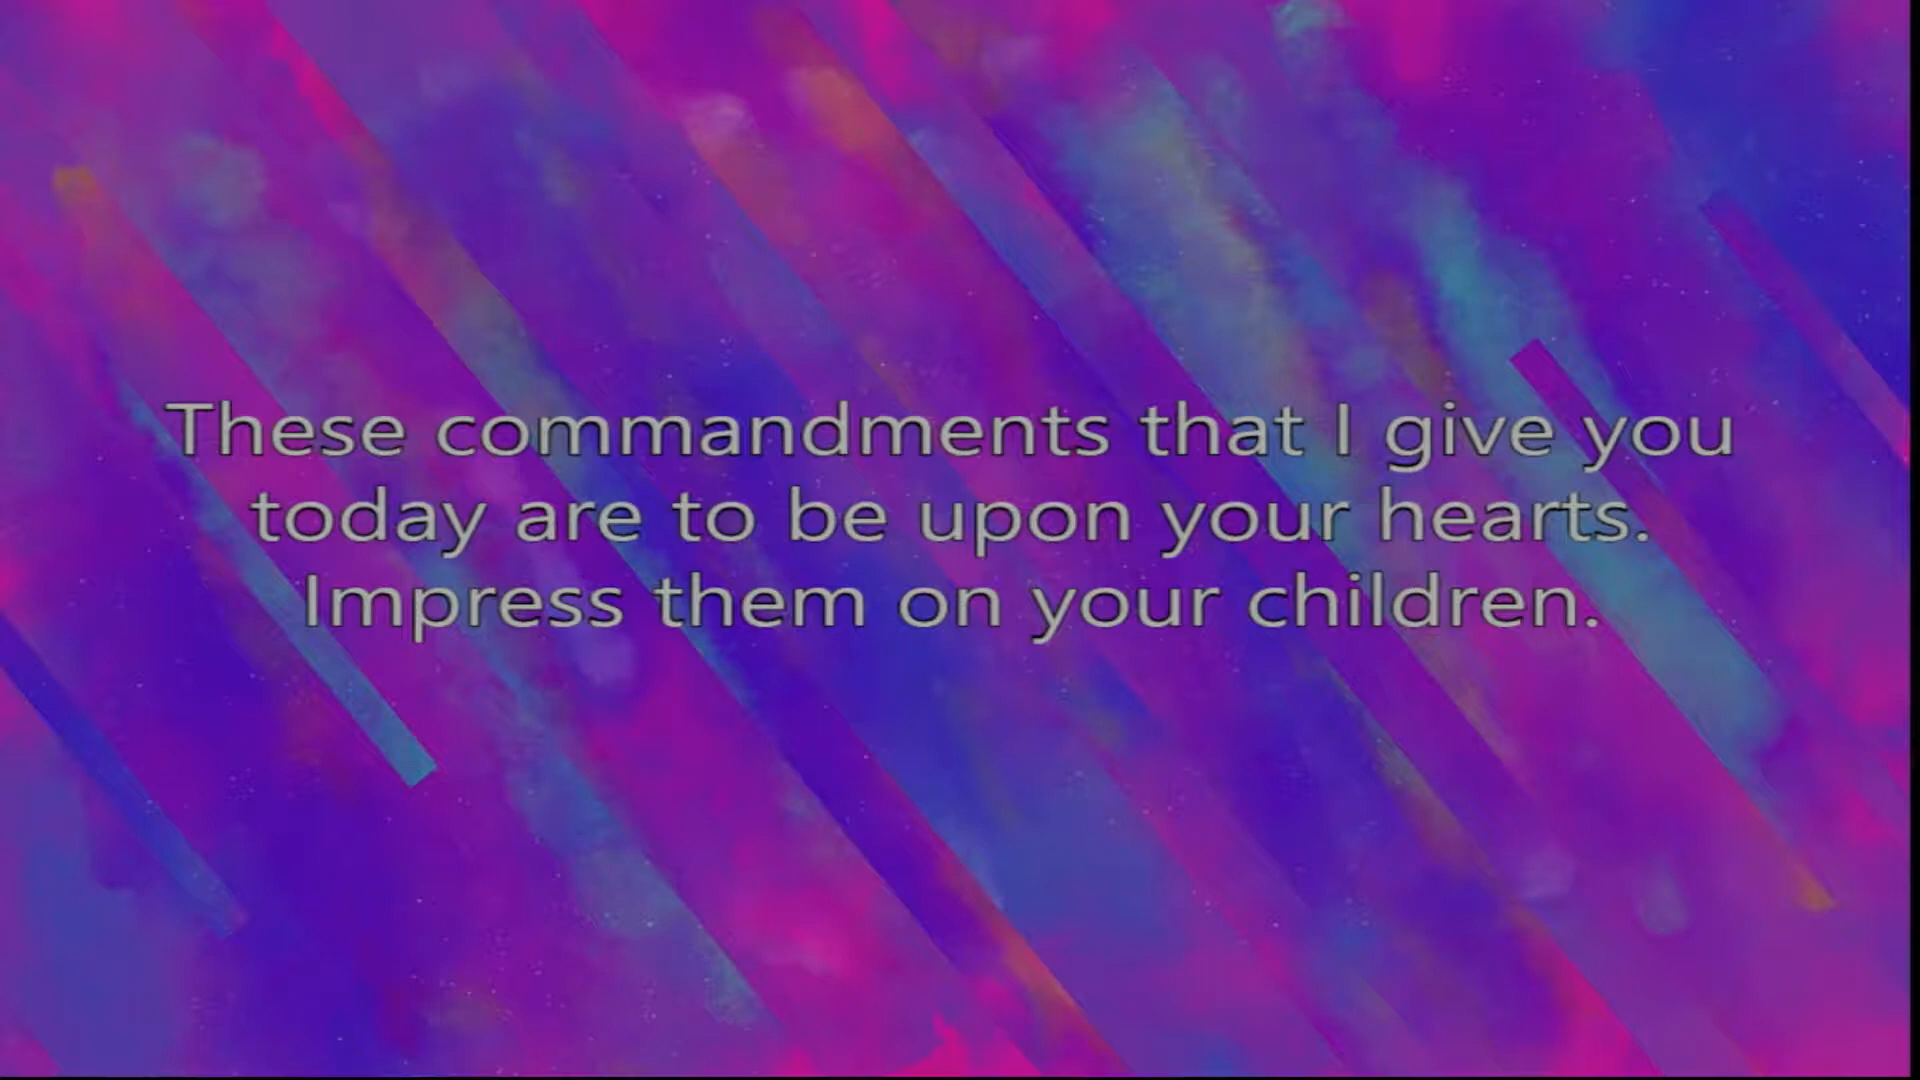 These commandments that I give you
today are to be upon your hearts.
Impress them on your children.